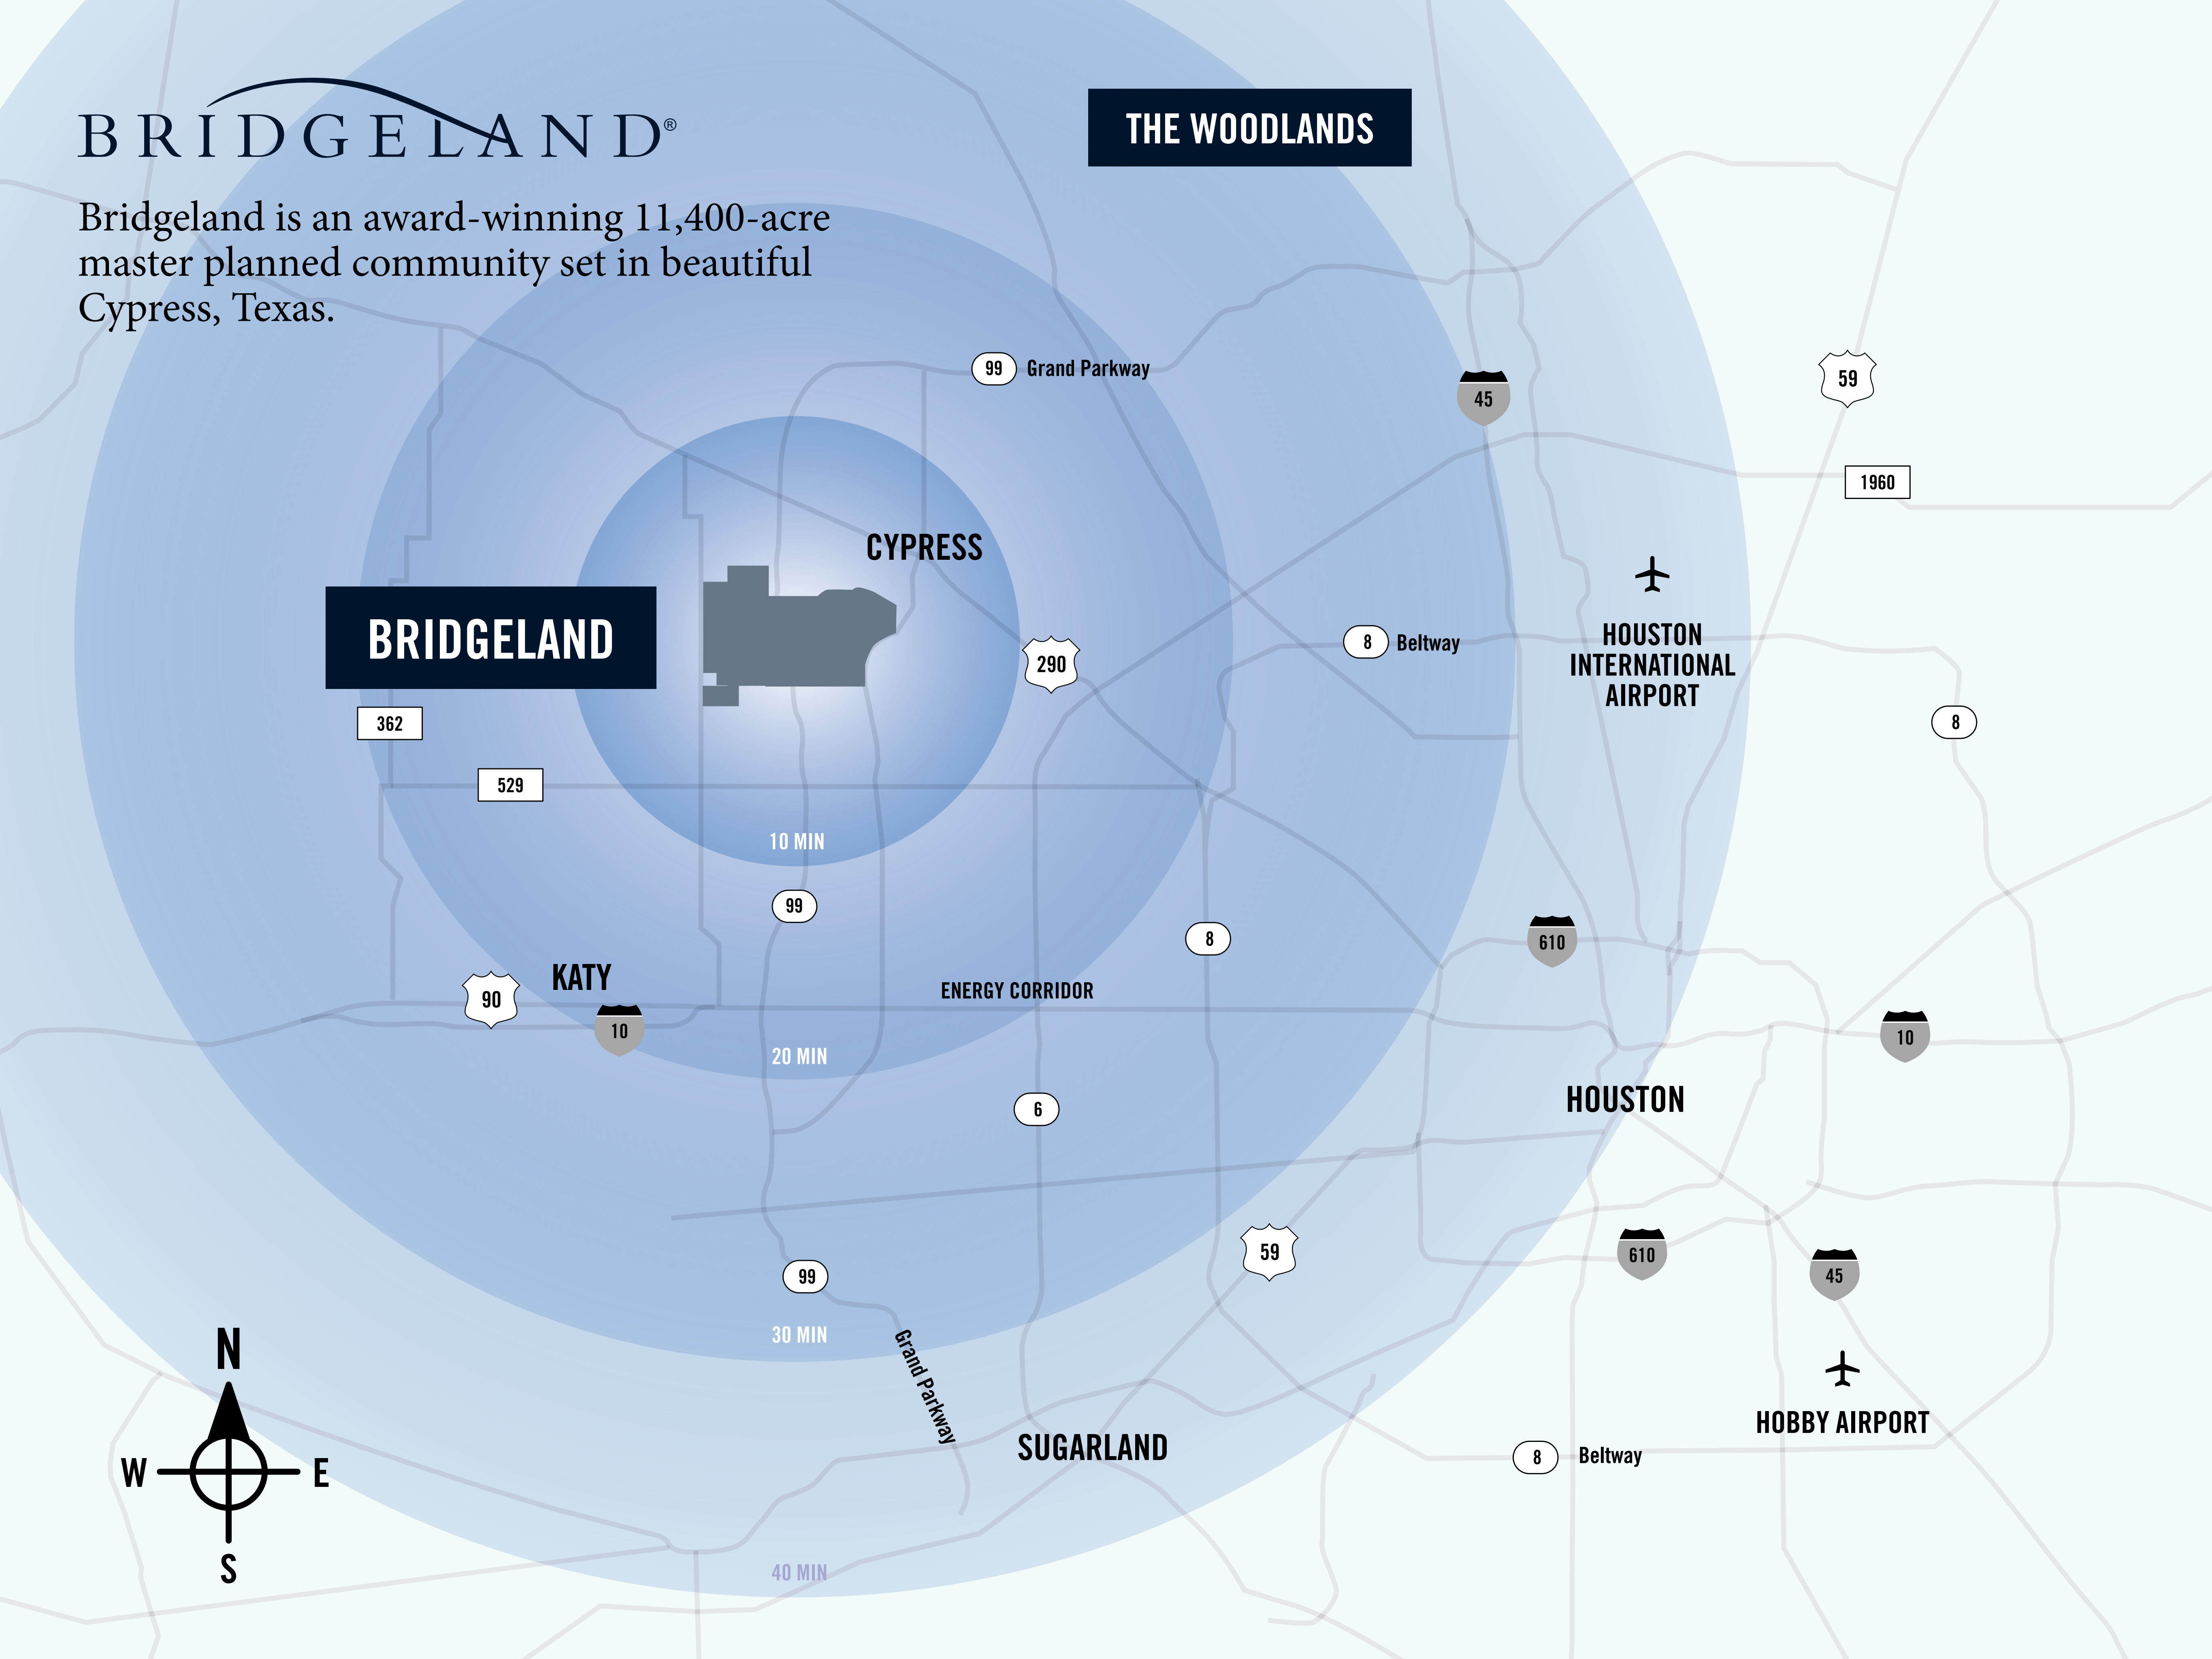 BRIDGELAND®
Bridgeland is an award-winning 11,400-acre
master planned community set in beautiful
Cypress, Texas.
THE WOODLANDS
99 Grand Parkway
45
59
1960
CYPRESS
BRIDGELAND
290
8 Beltway
HOUSTON
INTERNATIONAL
AIRPORT
362
8
529
10 MIN
99
8
610
KATY
90
ENERGY CORRIDOR
10
10
20 MIN
6
HOUSTON
59
610
45
99
30 MIN
Grand Parkway
N
W
E
S
SUGARLAND
HOBBY AIRPORT
8 Beltway
40 MIN